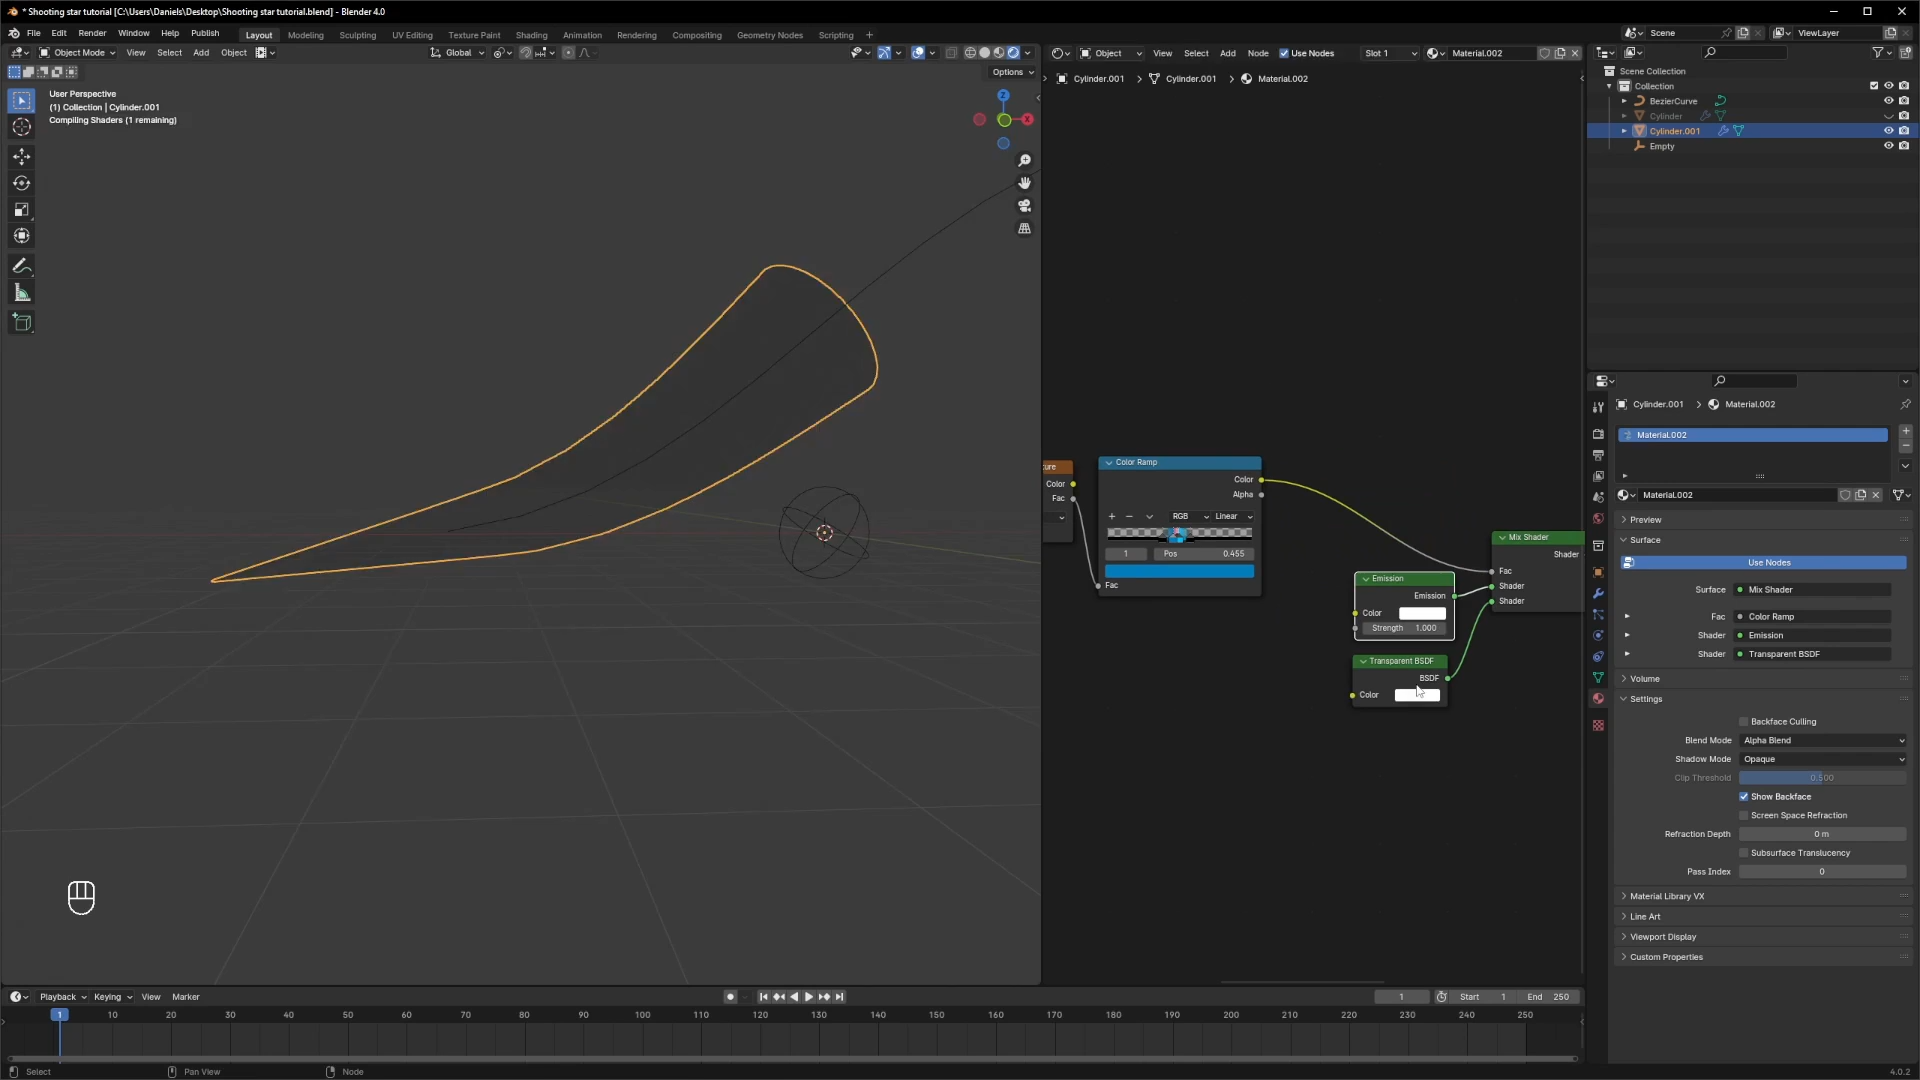 * Shooting star tutorial [C:\Users\Daniels\Desktop\Shooting star tutorial.blend] - Blender 4.0
File Edit Render Window Help Publish Layout Modeling Sculpting UV Editing Texture Paint Shading Animation Rendering Compositing Geometry Nodes Scripting +
Scene ViewLayer
Object Mode View Select Add Object Global
Object View Select Add Node Use Nodes Slot 1 Material.002
Options
Cylinder.001 > Cylinder.001 > Material.002
User Perspective
(1) Collection | Cylinder.001
Compiling Shaders (1 remaining)
Z
X
Scene Collection
Collection
BezierCurve
Cylinder
Cylinder.001
Empty
ture
Color
Fac
Color Ramp
Color
Alpha
RGB Linear
1 Pos 0.455
Fac
Mix Shader
Shader
Fac
Shader
Shader
Emission
Emission
Color
Strength 1.000
Transparent BSDF
BSDF
Color
Cylinder.001 > Material.002
Material.002
Material.002
Preview
Surface
Use Nodes
Surface Mix Shader
Fac Color Ramp
Shader Emission
Shader Transparent BSDF
Volume
Settings
Backface Culling
Blend Mode Alpha Blend
Shadow Mode Opaque
Clip Threshold 0.500
Show Backface
Screen Space Refraction
Refraction Depth 0 m
Subsurface Translucency
Pass Index 0
Material Library VX
Line Art
Viewport Display
Custom Properties
Playback Keying View Marker 1 Start 1 End 250
1 10 20 30 40 50 60 70 80 90 100 110 120 130 140 150 160 170 180 190 200 210 220 230 240 250
Select Pan View Node 4.0.2